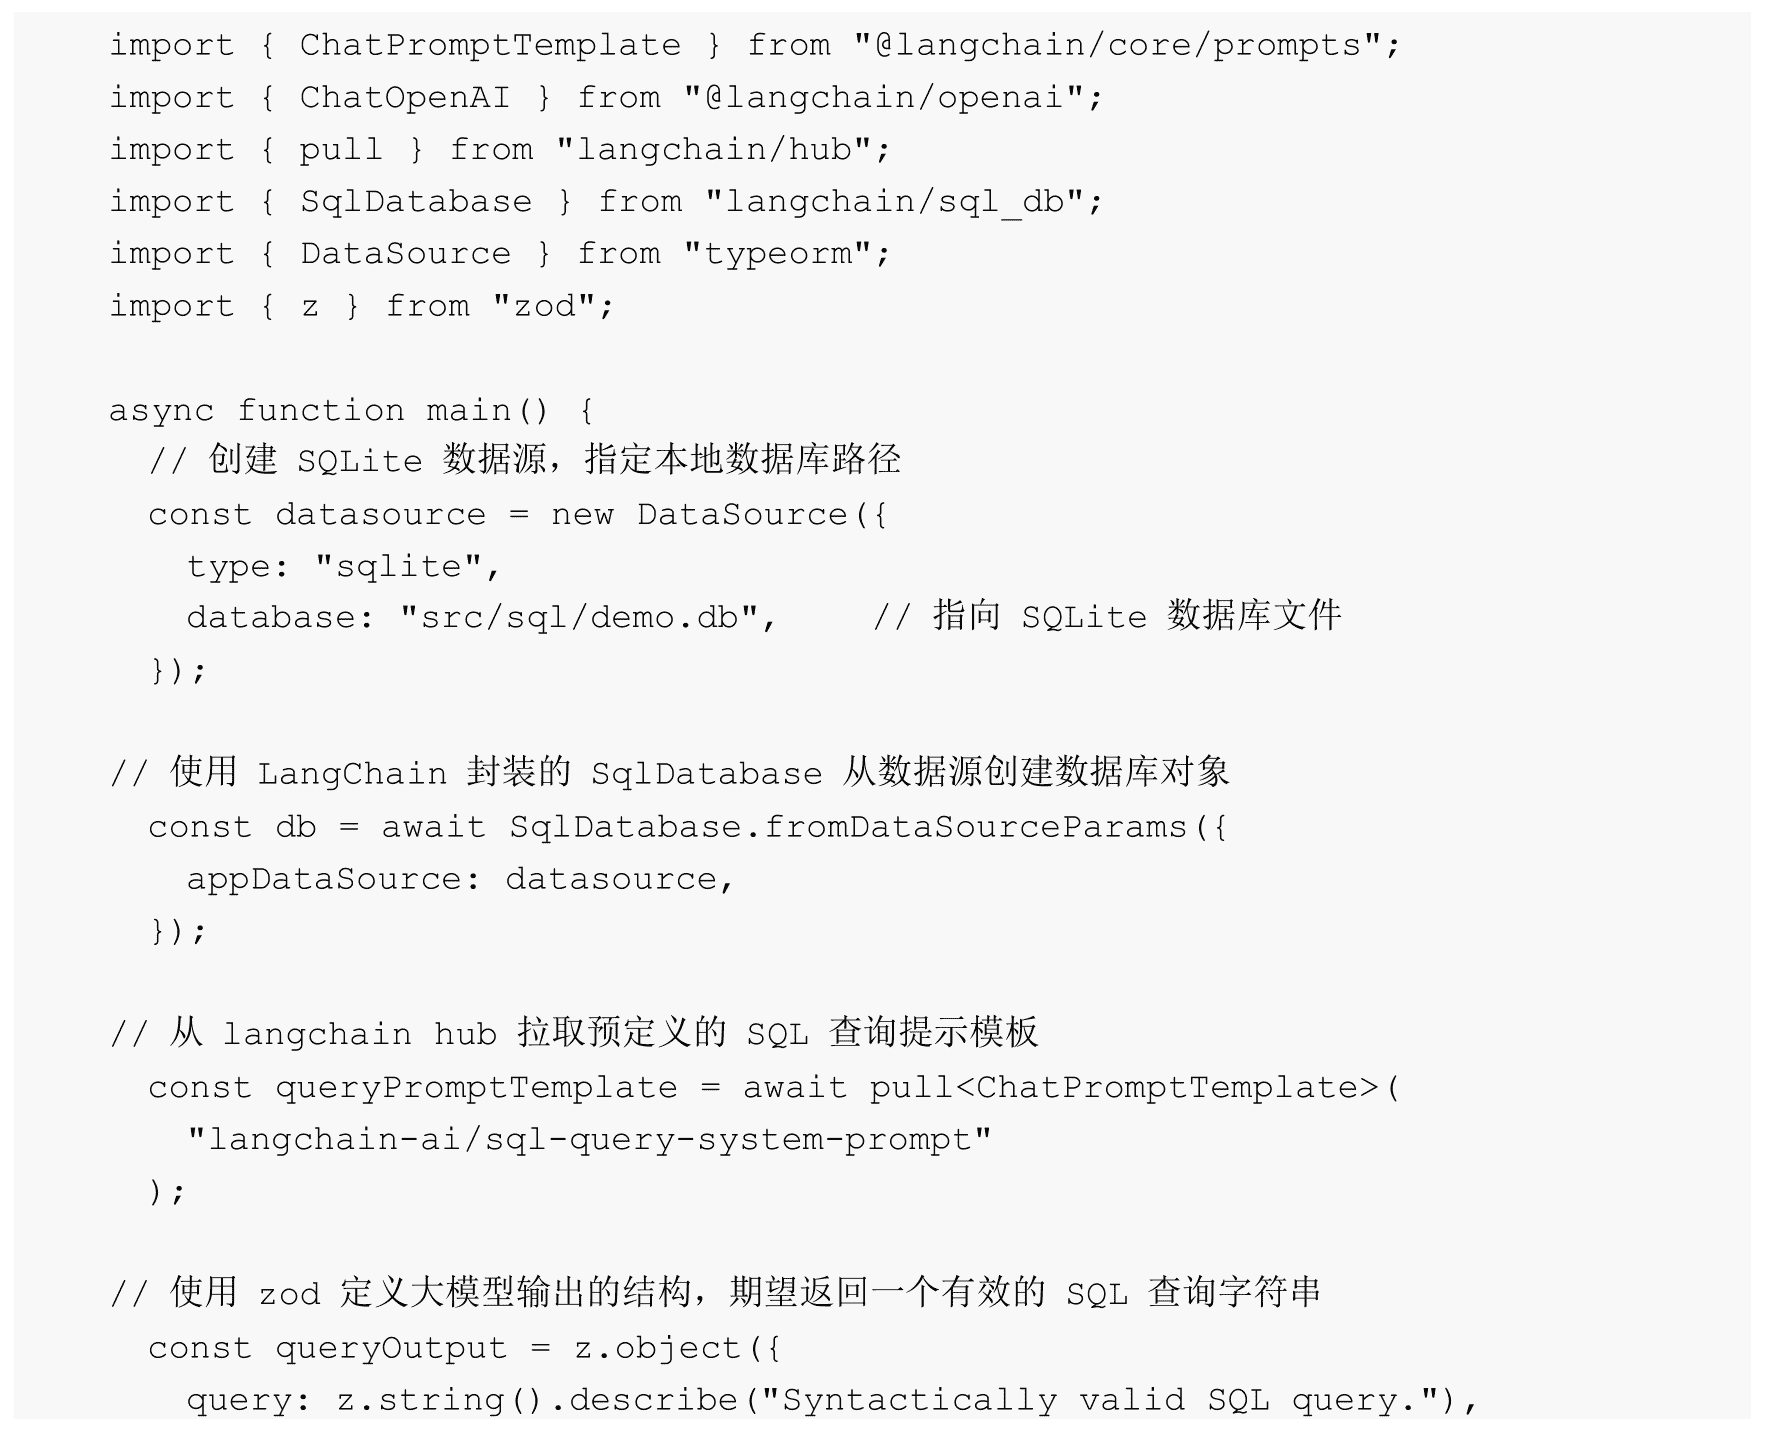 import { ChatPromptTemplate } from "@langchain/core/prompts";
import { ChatOpenAI } from "@langchain/openai";
import { pull } from "langchain/hub";
import { SqlDatabase } from "langchain/sql_db";
import { DataSource } from "typeorm";
import { z } from "zod";

async function main() {
  // 创建 SQLite 数据源，指定本地数据库路径
  const datasource = new DataSource({
    type: "sqlite",
    database: "src/sql/demo.db",     // 指向 SQLite 数据库文件
  });

// 使用 LangChain 封装的 SqlDatabase 从数据源创建数据库对象
  const db = await SqlDatabase.fromDataSourceParams({
    appDataSource: datasource,
  });

// 从 langchain hub 拉取预定义的 SQL 查询提示模板
  const queryPromptTemplate = await pull<ChatPromptTemplate>(
    "langchain-ai/sql-query-system-prompt"
  );

// 使用 zod 定义大模型输出的结构，期望返回一个有效的 SQL 查询字符串
  const queryOutput = z.object({
    query: z.string().describe("Syntactically valid SQL query."),